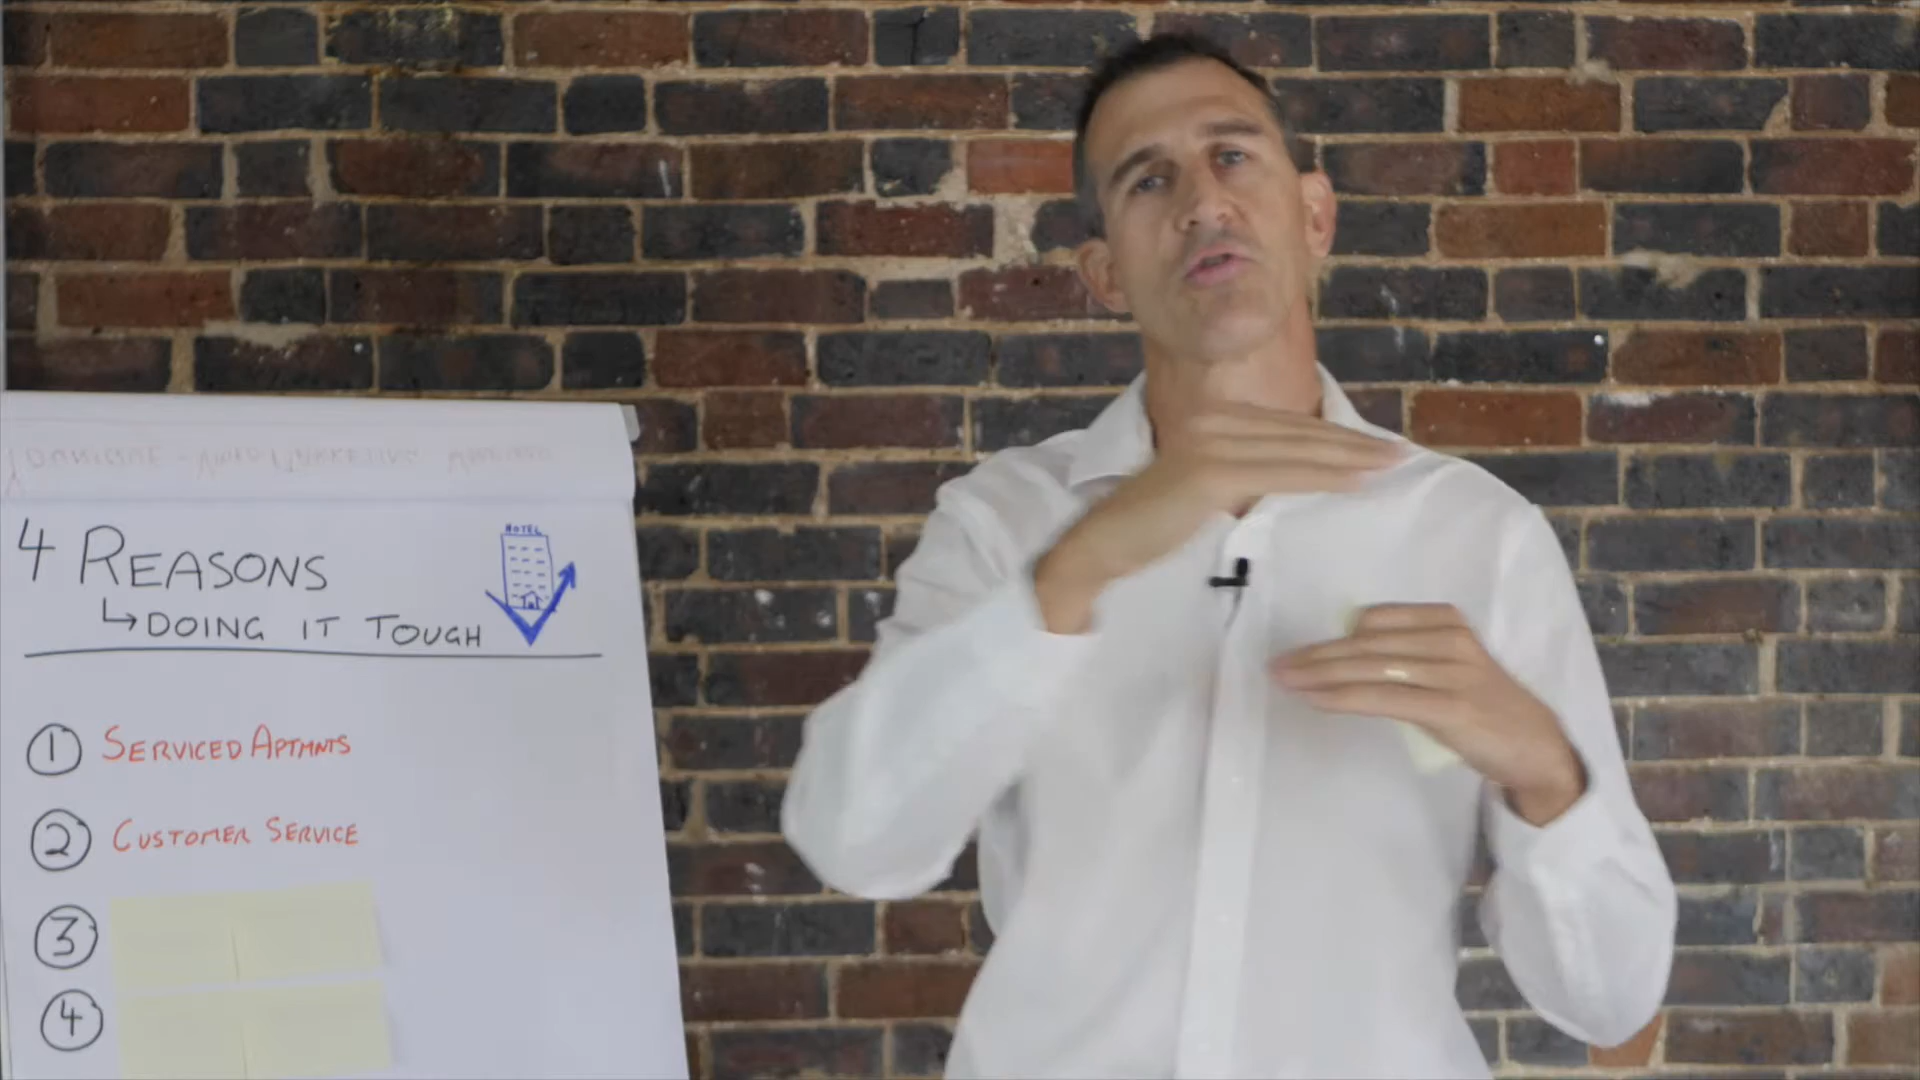 4 REASONS
HOTEL
↳ DOING IT TOUGH
1 SERVICED APTMNTS
2 CUSTOMER SERVICE
3
4